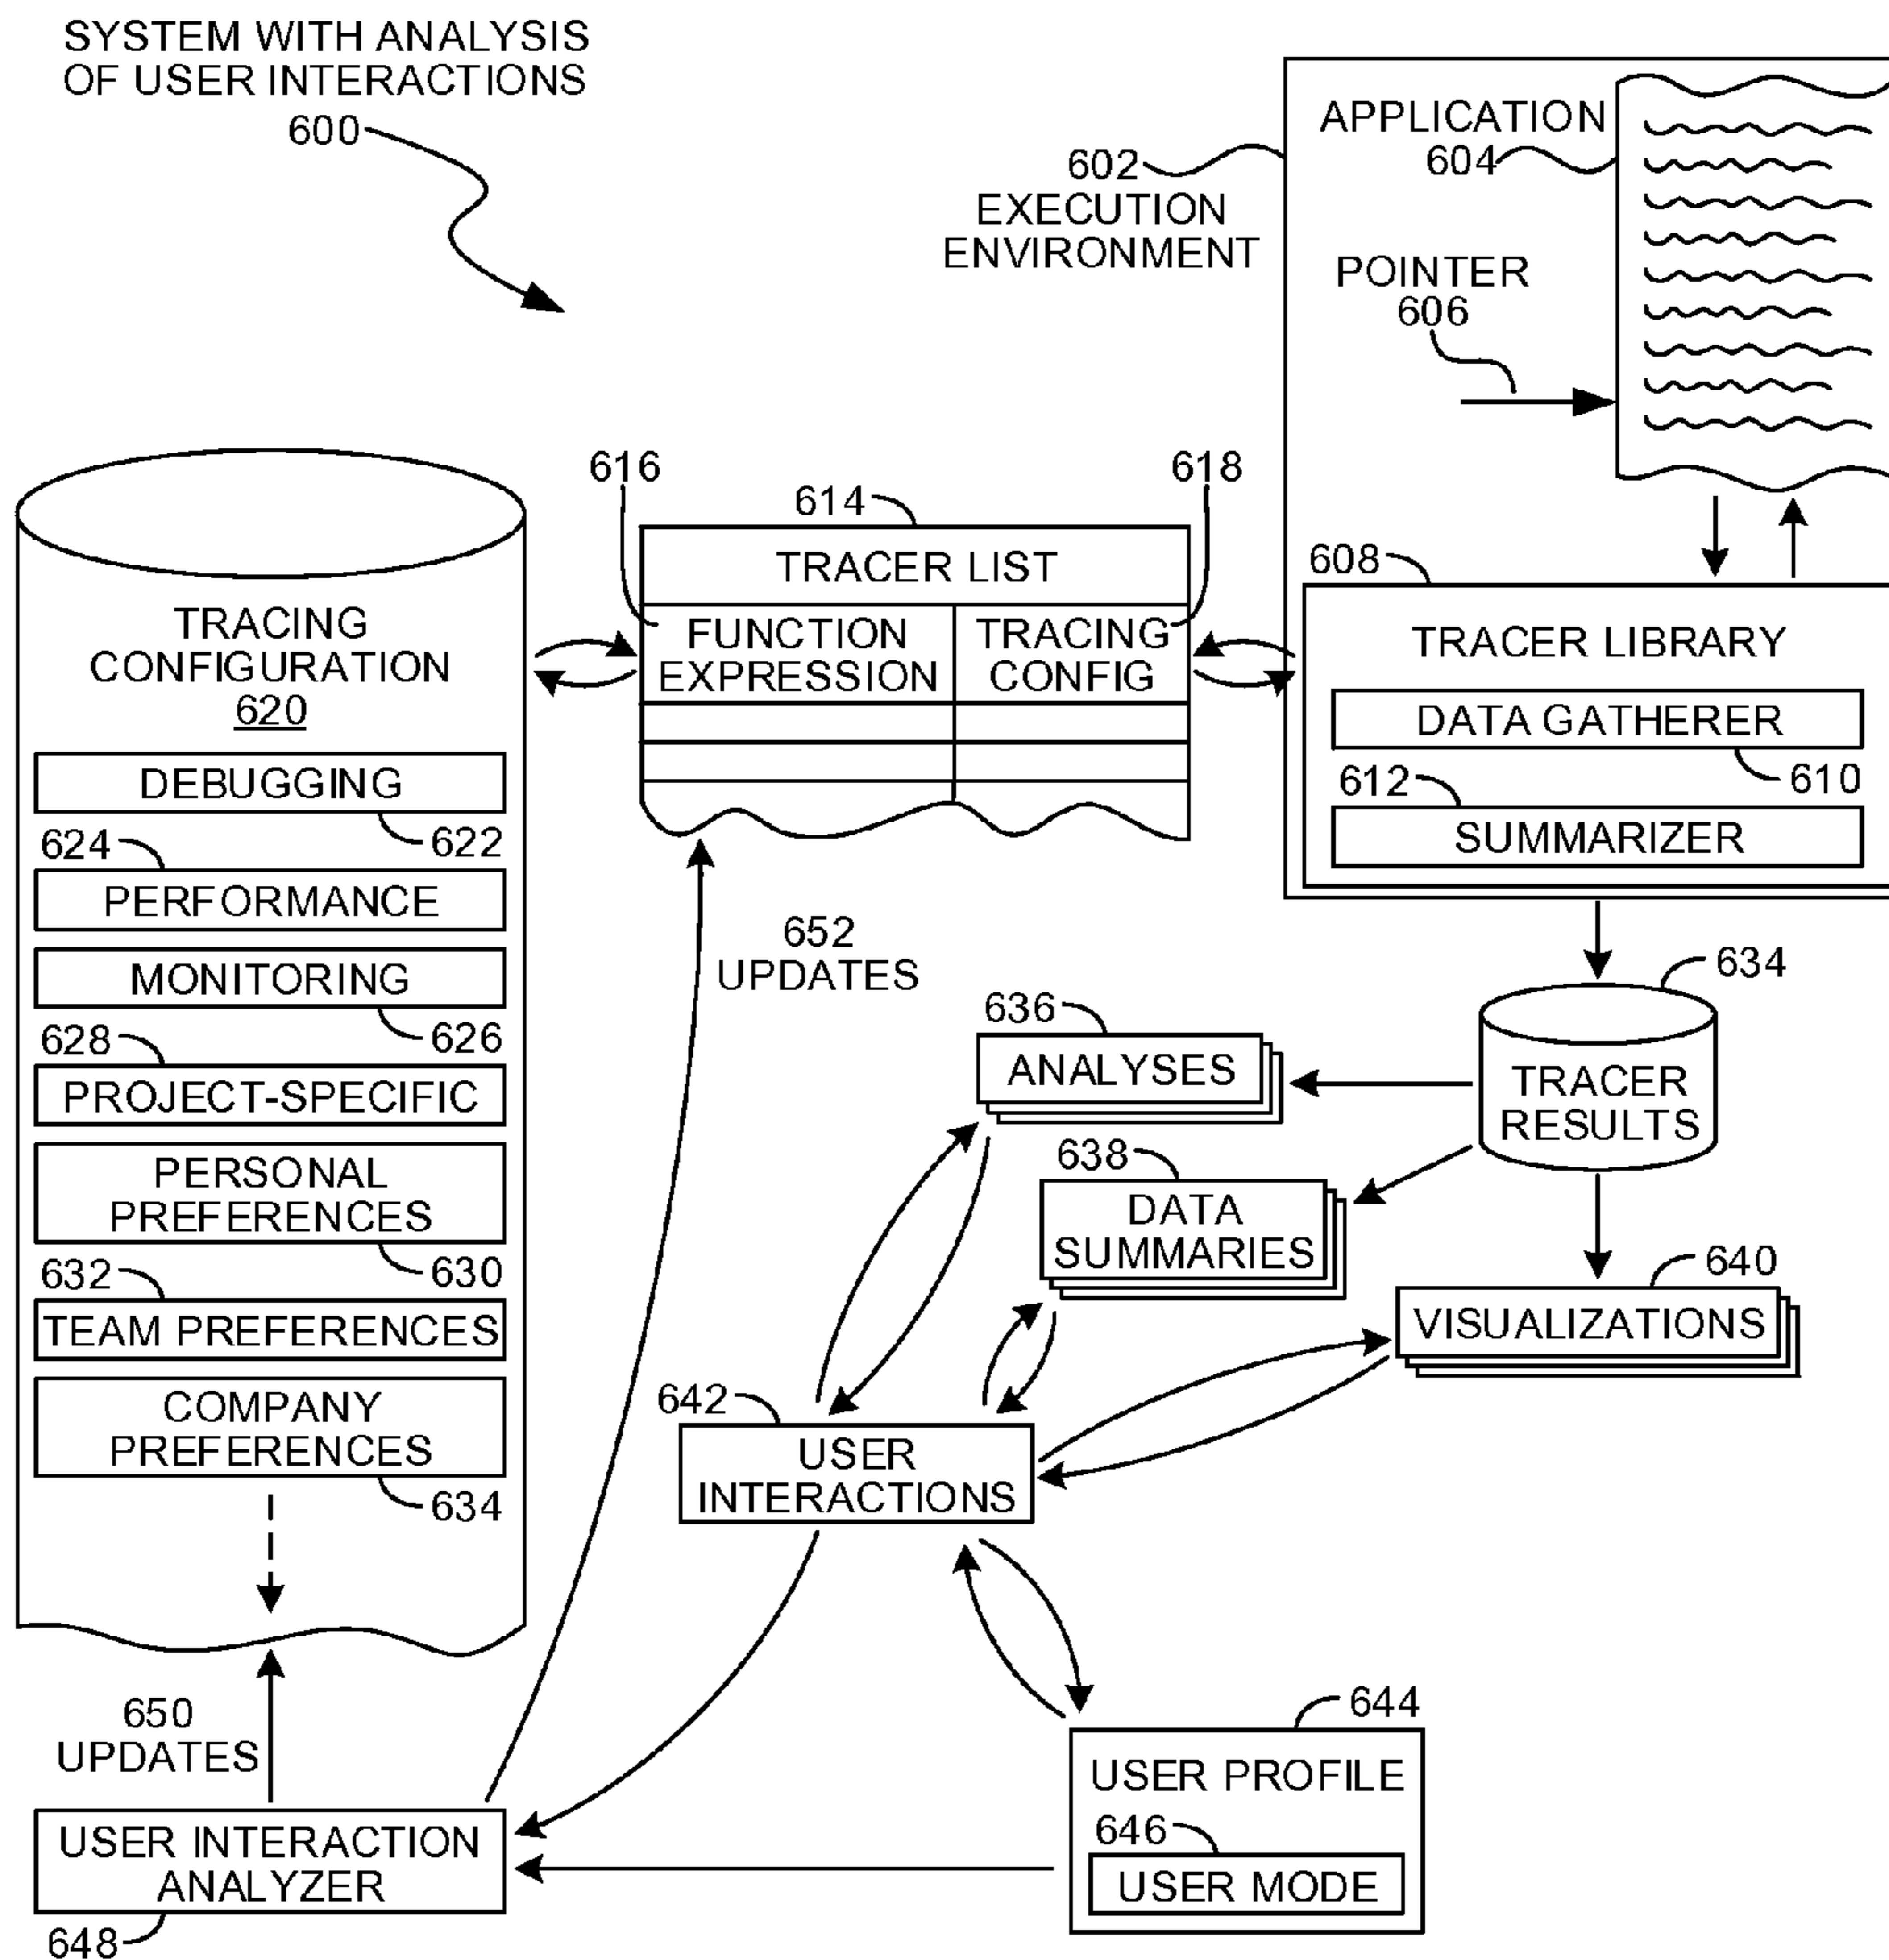 SYSTEM WITH ANALYSIS
OF USER INTERACTIONS
600
602
EXECUTION
ENVIRONMENT
APPLICATION
604
POINTER
606
608
TRACER LIBRARY
DATA GATHERER
610
612
SUMMARIZER
616
614
618
TRACER LIST
FUNCTION
EXPRESSION
TRACING
CONFIG
TRACING
CONFIGURATION
620
DEBUGGING
622
624
PERFORMANCE
MONITORING
626
628
PROJECT-SPECIFIC
PERSONAL
PREFERENCES
630
632
TEAM PREFERENCES
COMPANY
PREFERENCES
634
652
UPDATES
634
TRACER
RESULTS
636
ANALYSES
638
DATA
SUMMARIES
640
VISUALIZATIONS
642
USER
INTERACTIONS
644
USER PROFILE
646
USER MODE
650
UPDATES
USER INTERACTION
ANALYZER
648